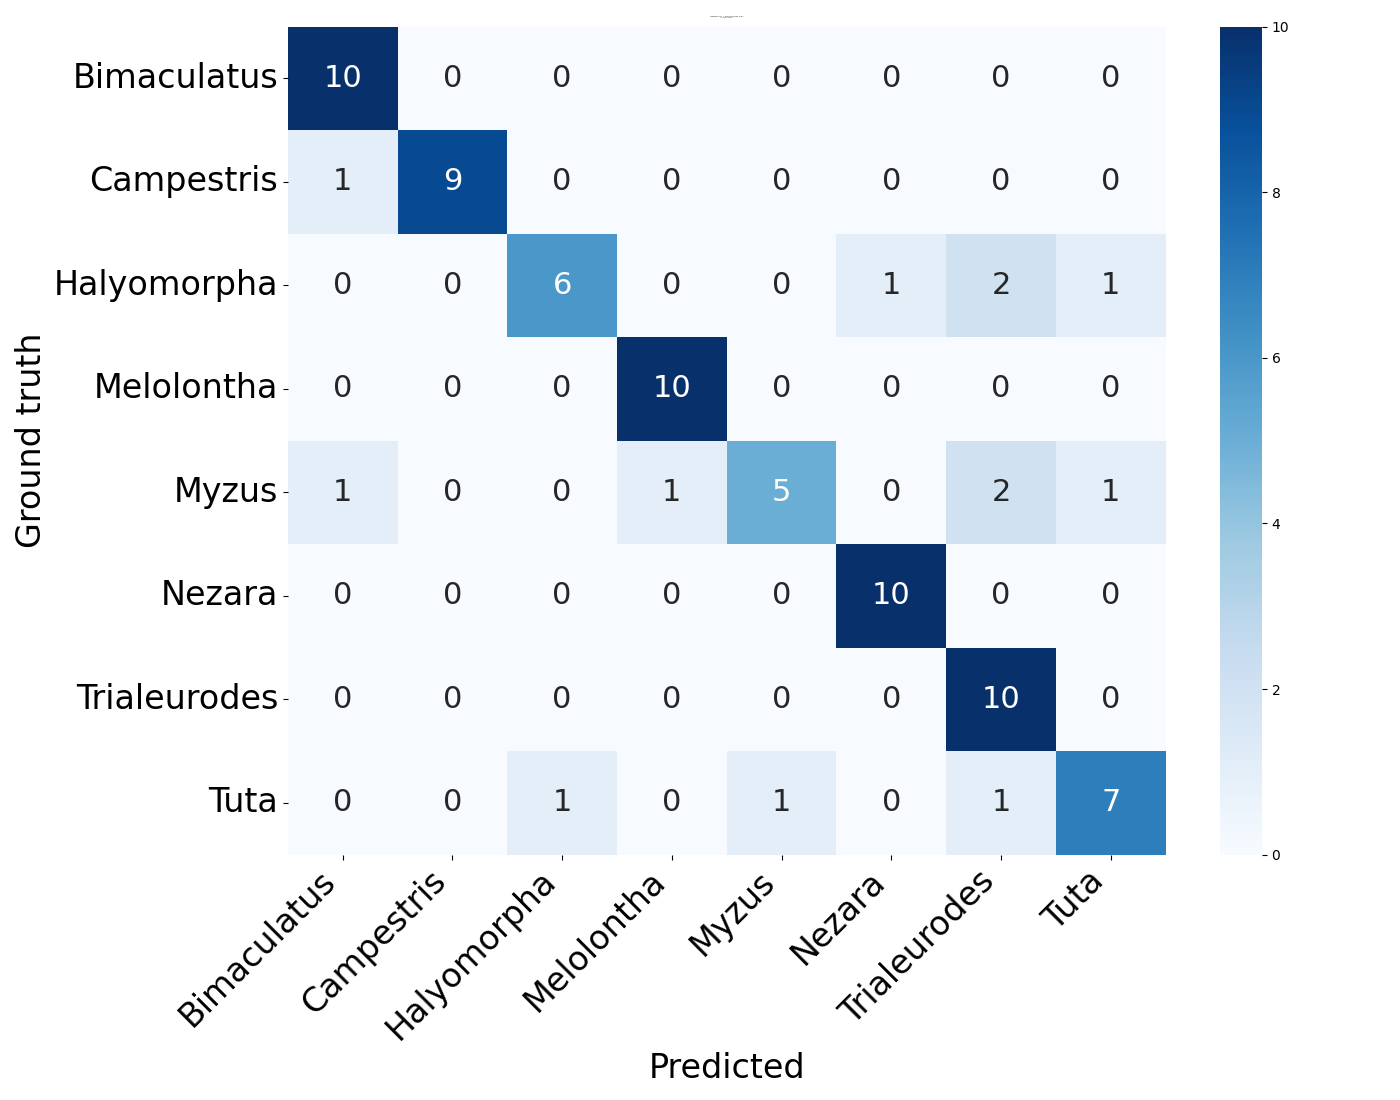 10
Bimaculatus 10 0 0 0 0 0 0 0
Campestris 1 9 0 0 0 0 0 0
8
Halyomorpha 0 0 6 0 0 1 2 1
6
Melolontha 0 0 0 10 0 0 0 0
Ground truth
Myzus 1 0 0 1 5 0 2 1
4
Nezara 0 0 0 0 0 10 0 0
2
Trialeurodes 0 0 0 0 0 0 10 0
Tuta 0 0 1 0 1 0 1 7
0
Bimaculatus
Campestris
Halyomorpha
Melolontha
Myzus
Nezara
Trialeurodes
Tuta
Predicted